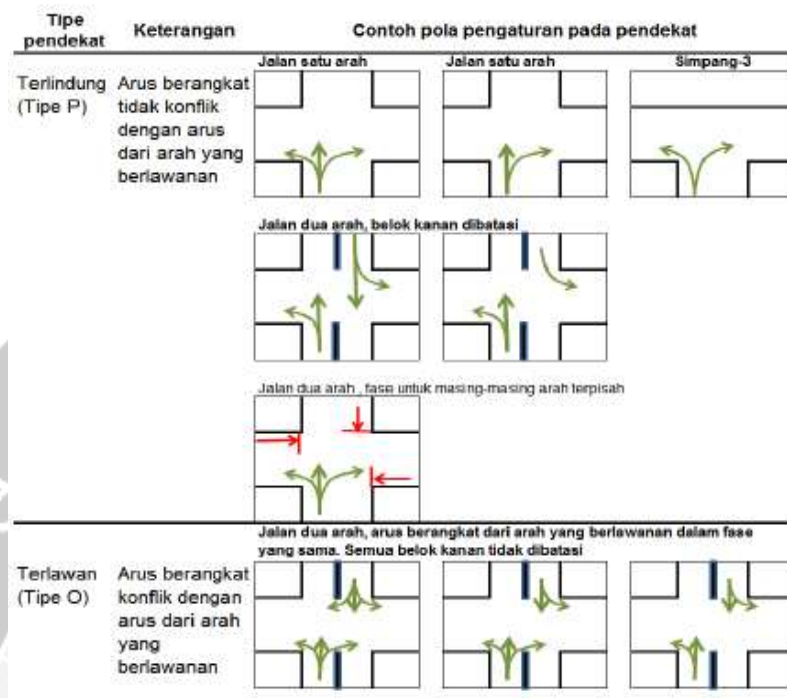 Tipe pendekat
Keterangan
Contoh pola pengaturan pada pendekat
Terlindung
(Tipe P)
Arus berangkat
tidak konflik
dengan arus
dari arah yang
berlawanan
Jalan satu arah
Jalan satu arah
Simpang-3
Jalan dua arah, belok kanan dibatasi
Jalan dua arah , fase untuk masing-masing arah terpisah
Terlawan
(Tipe O)
Arus berangkat
konflik dengan
arus dari arah
yang
berlawanan
Jalan dua arah, arus berangkat dari arah yang berlawanan dalam fase
yang sama. Semua belok kanan tidak dibatasi